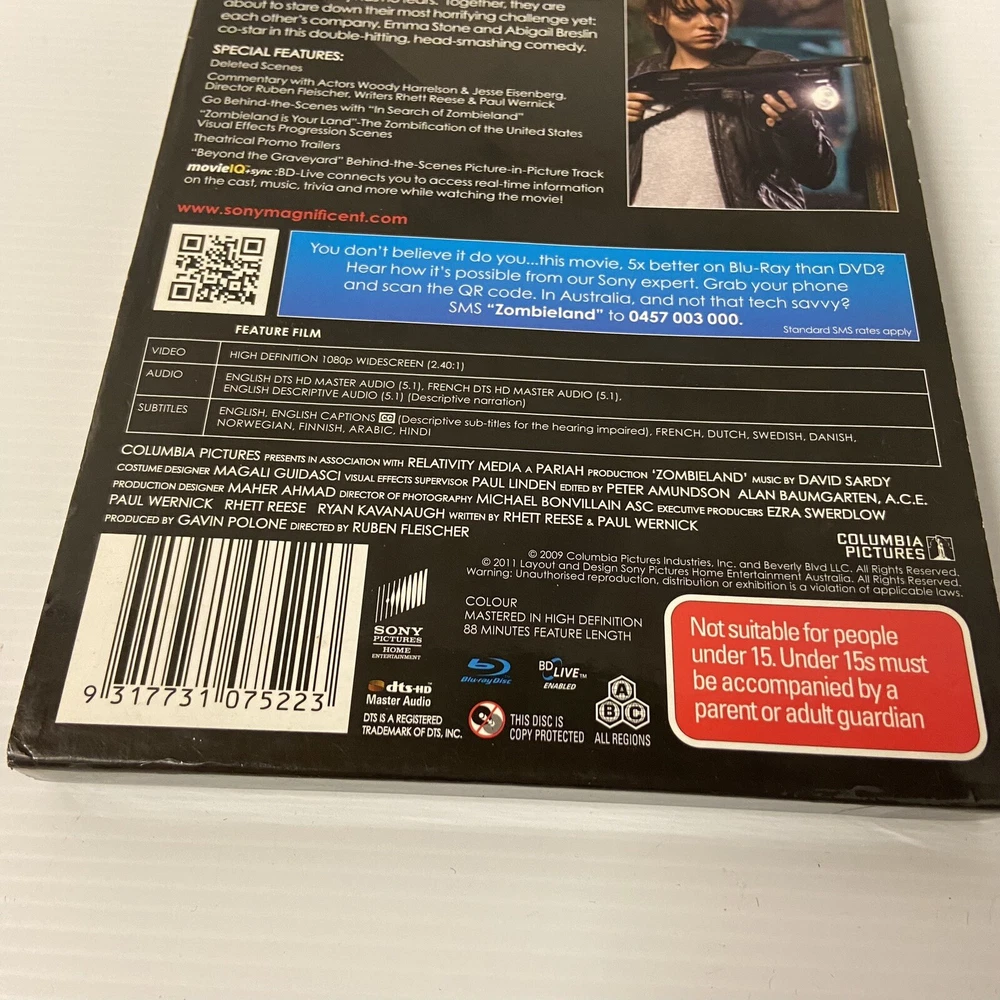 Together, they are
about to stare down their most horrifying challenge yet:
each other's company. Emma Stone and Abigail Breslin
co-star in this double-hitting, head-smashing comedy.
SPECIAL FEATURES:
Deleted Scenes
Commentary with Actors Woody Harrelson & Jesse Eisenberg,
Director Ruben Fleischer, Writers Rhett Reese & Paul Wernick
Go Behind-the-Scenes with "In Search of Zombieland"
"Zombieland is Your Land"-The Zombification of the United States
Visual Effects Progression Scenes
Theatrical Promo Trailers
"Beyond the Graveyard" Behind-the-Scenes Picture-in-Picture Track
movieIQ+sync :BD-Live connects you to access real-time information
on the cast, music, trivia and more while watching the movie!
www.sonymagnificent.com
You don't believe it do you...this movie, 5x better on Blu-Ray than DVD?
Hear how it's possible from our Sony expert. Grab your phone
and scan the QR code. In Australia, and not that tech savvy?
SMS "Zombieland" to 0457 003 000.
Standard SMS rates apply
FEATURE FILM
VIDEO HIGH DEFINITION 1080p WIDESCREEN (2.40:1)
AUDIO ENGLISH DTS HD MASTER AUDIO (5.1), FRENCH DTS HD MASTER AUDIO (5.1),
ENGLISH DESCRIPTIVE AUDIO (5.1) (Descriptive narration)
SUBTITLES ENGLISH, ENGLISH CAPTIONS CC (Descriptive sub-titles for the hearing impaired), FRENCH, DUTCH, SWEDISH, DANISH,
NORWEGIAN, FINNISH, ARABIC, HINDI
COLUMBIA PICTURES PRESENTS IN ASSOCIATION WITH RELATIVITY MEDIA A PARIAH PRODUCTION 'ZOMBIELAND' MUSIC BY DAVID SARDY
COSTUME DESIGNER MAGALI GUIDASCI VISUAL EFFECTS SUPERVISOR PAUL LINDEN EDITED BY PETER AMUNDSON ALAN BAUMGARTEN, A.C.E.
PRODUCTION DESIGNER MAHER AHMAD DIRECTOR OF PHOTOGRAPHY MICHAEL BONVILLAIN ASC EXECUTIVE PRODUCERS EZRA SWERDLOW
PAUL WERNICK RHETT REESE RYAN KAVANAUGH WRITTEN BY RHETT REESE & PAUL WERNICK
PRODUCED BY GAVIN POLONE DIRECTED BY RUBEN FLEISCHER
COLUMBIA
PICTURES
© 2009 Columbia Pictures Industries, Inc. and Beverly Blvd LLC. All Rights Reserved.
© 2011 Layout and Design Sony Pictures Home Entertainment Australia. All Rights Reserved.
Warning: Unauthorised reproduction, distribution or exhibition is a violation of applicable laws.
9 317731 075223
SONY
PICTURES
HOME
ENTERTAINMENT
COLOUR
MASTERED IN HIGH DEFINITION
88 MINUTES FEATURE LENGTH
Blu-ray Disc
BD LIVE™
ENABLED
dts-HD
Master Audio
DTS IS A REGISTERED
TRADEMARK OF DTS, INC.
THIS DISC IS
COPY PROTECTED
A
B C
ALL REGIONS
Not suitable for people
under 15. Under 15s must
be accompanied by a
parent or adult guardian